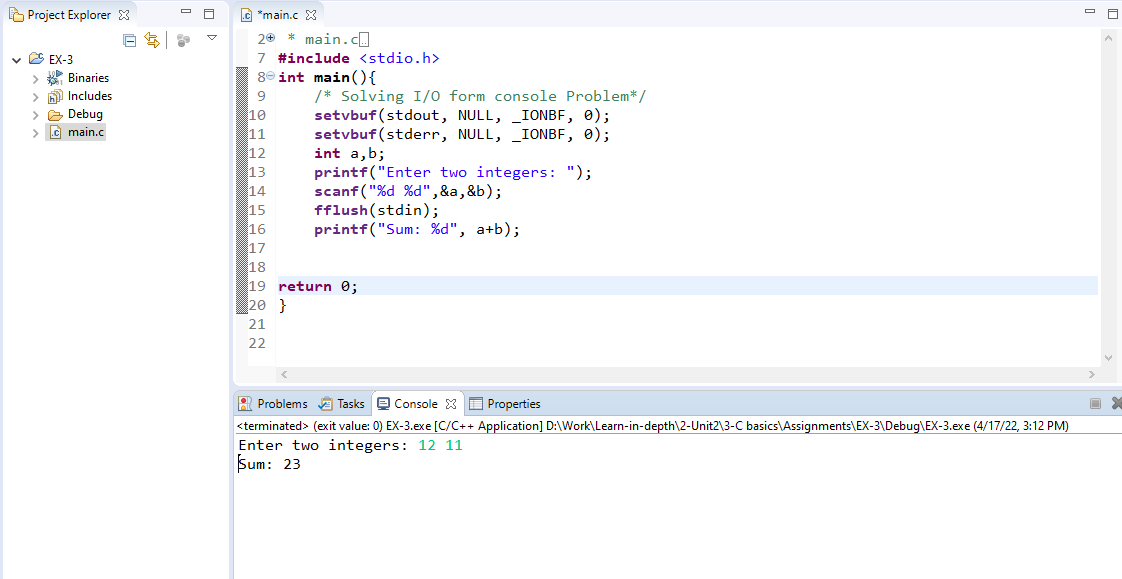 Project Explorer
EX-3
Binaries
Includes
Debug
main.c
*main.c
2 * main.c
7 #include <stdio.h>
8 int main(){
9 /* Solving I/O form console Problem*/
10 setvbuf(stdout, NULL, _IONBF, 0);
11 setvbuf(stderr, NULL, _IONBF, 0);
12 int a,b;
13 printf("Enter two integers: ");
14 scanf("%d %d",&a,&b);
15 fflush(stdin);
16 printf("Sum: %d", a+b);
17
18
19 return 0;
20 }
21
22
Problems Tasks Console Properties
<terminated> (exit value: 0) EX-3.exe [C/C++ Application] D:\Work\Learn-in-depth\2-Unit2\3-C basics\Assignments\EX-3\Debug\EX-3.exe (4/17/22, 3:12 PM)
Enter two integers: 12 11
Sum: 23